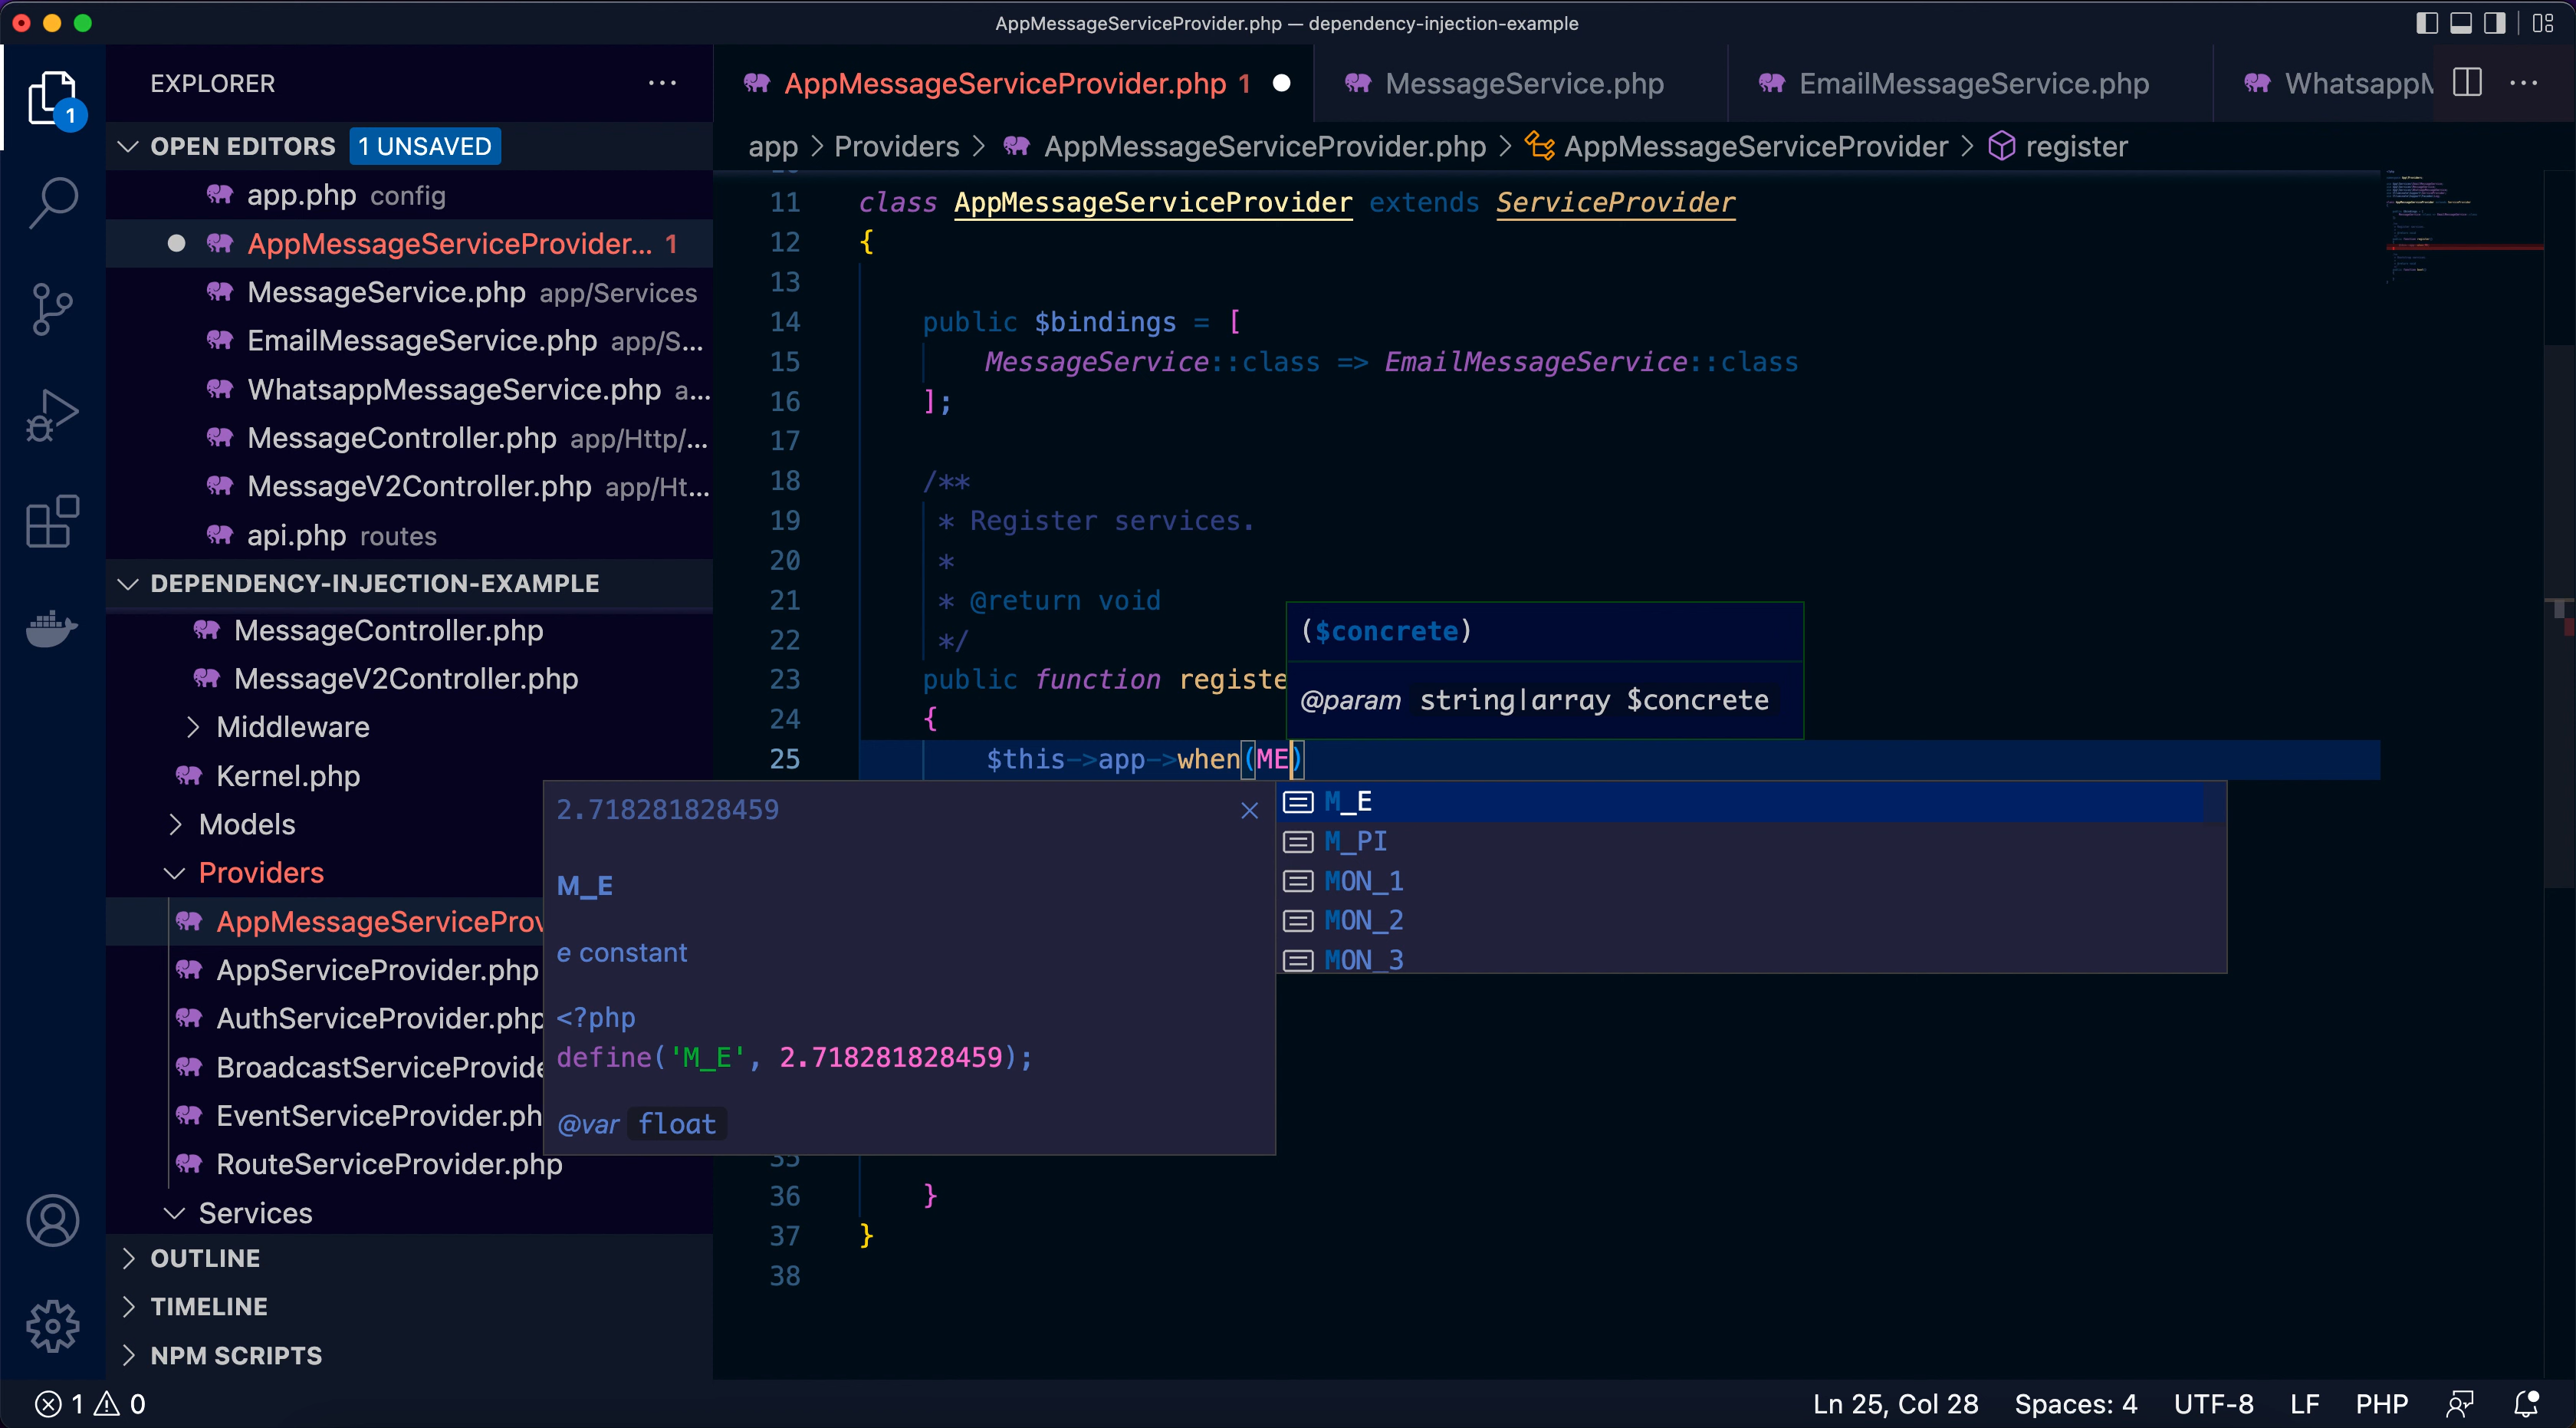 AppMessageServiceProvider.php — dependency-injection-example
EXPLORER
1
OPEN EDITORS 1 UNSAVED
app.php config
AppMessageServiceProvider... 1
MessageService.php app/Services
EmailMessageService.php app/S...
WhatsappMessageService.php a...
MessageController.php app/Http/...
MessageV2Controller.php app/Ht...
api.php routes
DEPENDENCY-INJECTION-EXAMPLE
MessageController.php
MessageV2Controller.php
Middleware
Kernel.php
Models
Providers
AppMessageServiceProv
AppServiceProvider.php
AuthServiceProvider.php
BroadcastServiceProvide
EventServiceProvider.ph
RouteServiceProvider.php
Services
OUTLINE
TIMELINE
NPM SCRIPTS
AppMessageServiceProvider.php 1 MessageService.php EmailMessageService.php WhatsappM
app > Providers > AppMessageServiceProvider.php > AppMessageServiceProvider > register
11 class AppMessageServiceProvider extends ServiceProvider
12 {
13
14 public $bindings = [
15 MessageService::class => EmailMessageService::class
16 ];
17
18 /**
19 * Register services.
20 *
21 * @return void
22 */
23 public function registe
24 {
25 $this->app->when(ME)
($concrete)
@param string|array $concrete
M_E
M_PI
MON_1
MON_2
MON_3
2.718281828459
M_E
e constant
<?php
define('M_E', 2.718281828459);
@var float
35
36 }
37 }
38
1 0
Ln 25, Col 28 Spaces: 4 UTF-8 LF PHP